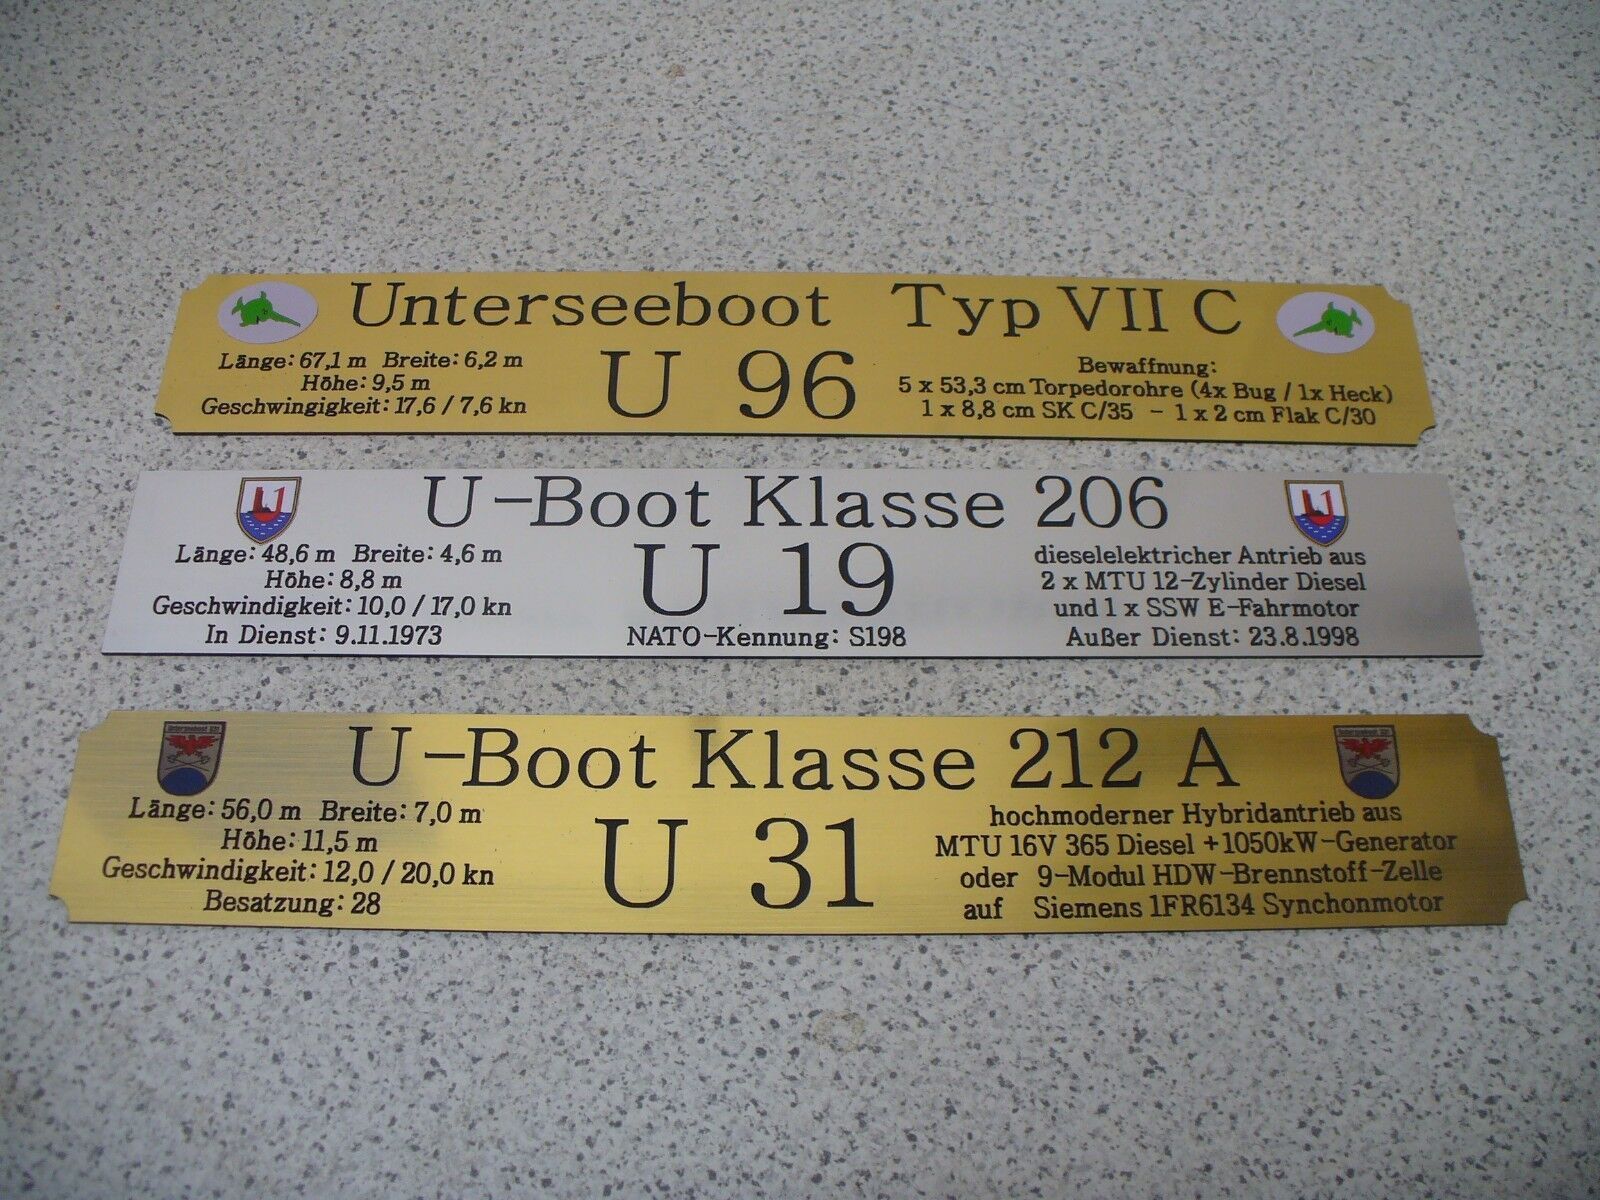 Unterseeboot Typ VII C
Länge: 67,1 m Breite: 6,2 m
Höhe: 9,5 m
Geschwingigkeit: 17,6 / 7,6 kn
U 96
Bewaffnung:
5 x 53,3 cm Torpedorohre (4x Bug / 1x Heck)
1 x 8,8 cm SK C/35 - 1 x 2 cm Flak C/30
U-Boot Klasse 206
Länge: 48,6 m Breite: 4,6 m
Höhe: 8,8 m
Geschwindigkeit: 10,0 / 17,0 kn
In Dienst: 9.11.1973
U 19
NATO-Kennung: S198
dieselelektricher Antrieb aus
2 x MTU 12-Zylinder Diesel
und 1 x SSW E-Fahrmotor
Außer Dienst: 23.8.1998
U1
U1
U-Boot Klasse 212 A
Länge: 56,0 m Breite: 7,0 m
Höhe: 11,5 m
Geschwindigkeit: 12,0 / 20,0 kn
Besatzung: 28
U 31
hochmoderner Hybridantrieb aus
MTU 16V 365 Diesel +1050kW-Generator
oder 9-Modul HDW-Brennstoff-Zelle
auf Siemens 1FR6134 Synchonmotor
Unterseeboot
Unterseeboot